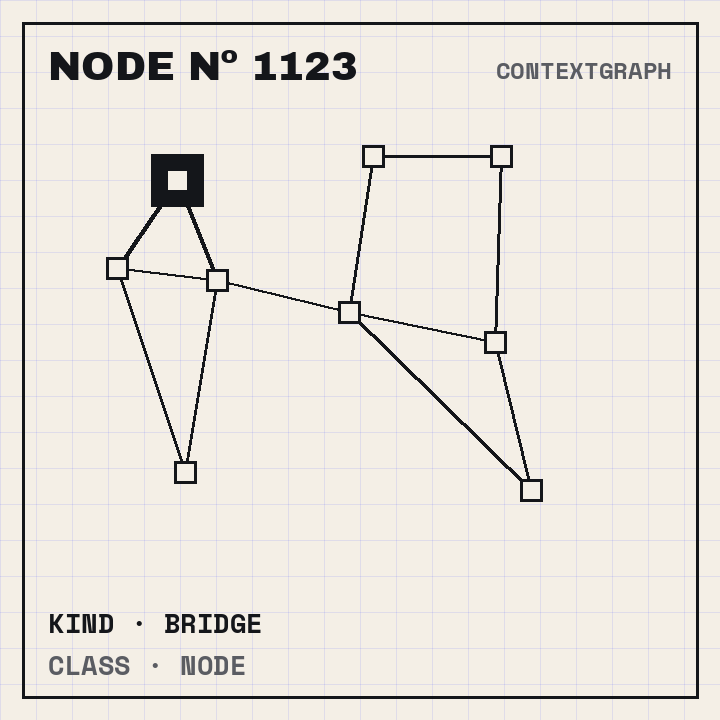 NODE Nº 1123
CONTEXTGRAPH
KIND · BRIDGE
CLASS · NODE